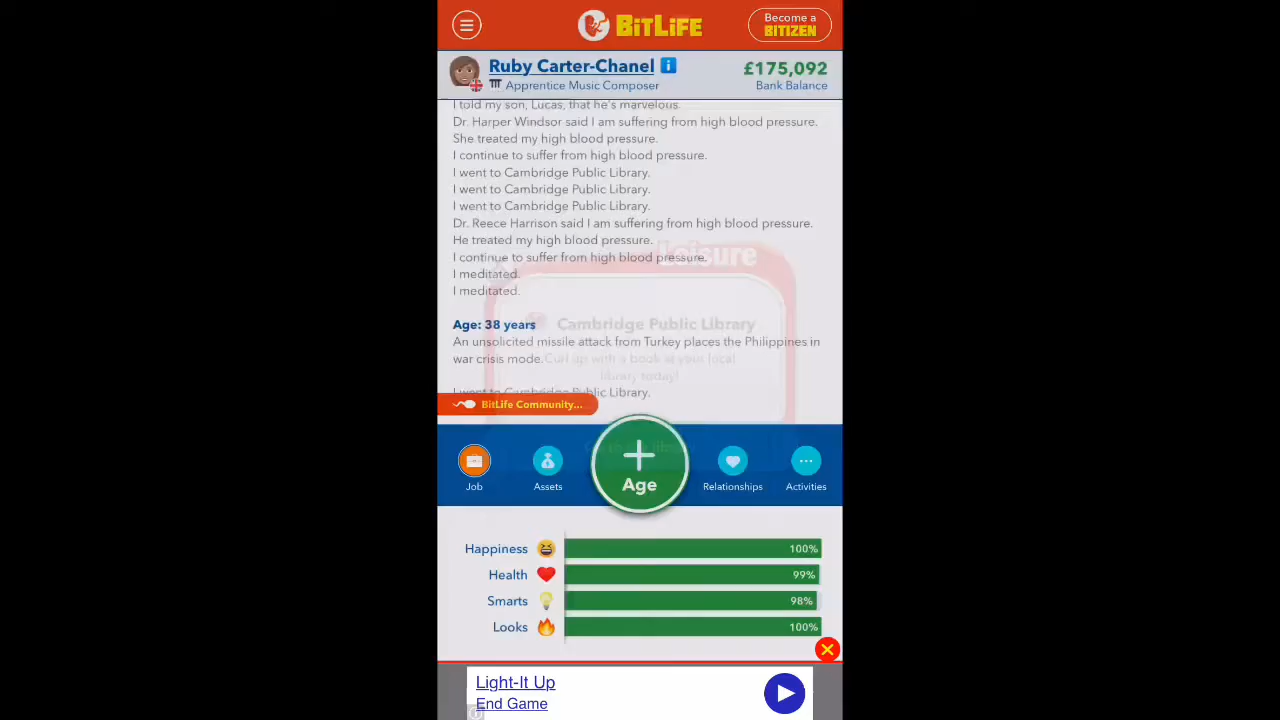 BitLife
Become a
BITIZEN
Ruby Carter-Chanel
£175,092
Apprentice Music Composer
Bank Balance
I told my son, Lucas, that he's marvelous.
Dr. Harper Windsor said I am suffering from high blood pressure.
She treated my high blood pressure.
I continue to suffer from high blood pressure.
I went to Cambridge Public Library.
I went to Cambridge Public Library.
I went to Cambridge Public Library.
Dr. Reece Harrison said I am suffering from high blood pressure.
He treated my high blood pressure.
I continue to suffer from high blood pressure.
Leisure
I meditated.
I meditated.
Age: 38 years
Cambridge Public Library
An unsolicited missile attack from Turkey places the Philippines in
war crisis mode.
Curl up with a book at your local
library today!
I went to Cambridge Public Library.
BitLife Community...
Job
Assets
Age
Relationships
Activities
Happiness
100%
Health
99%
Smarts
98%
Looks
100%
Light-It Up
End Game